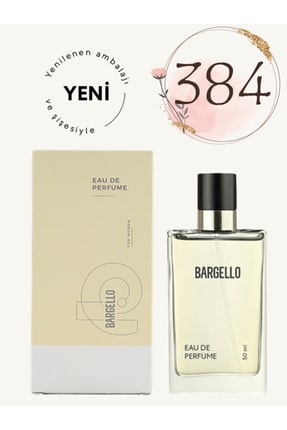 Yenilenen ambalajı
YENİ
ve şişesiyle
384
EAU DE
PERFUME
FOR WOMEN
BARGELLO
BARGELLO
EAU DE
PERFUME
50 ml